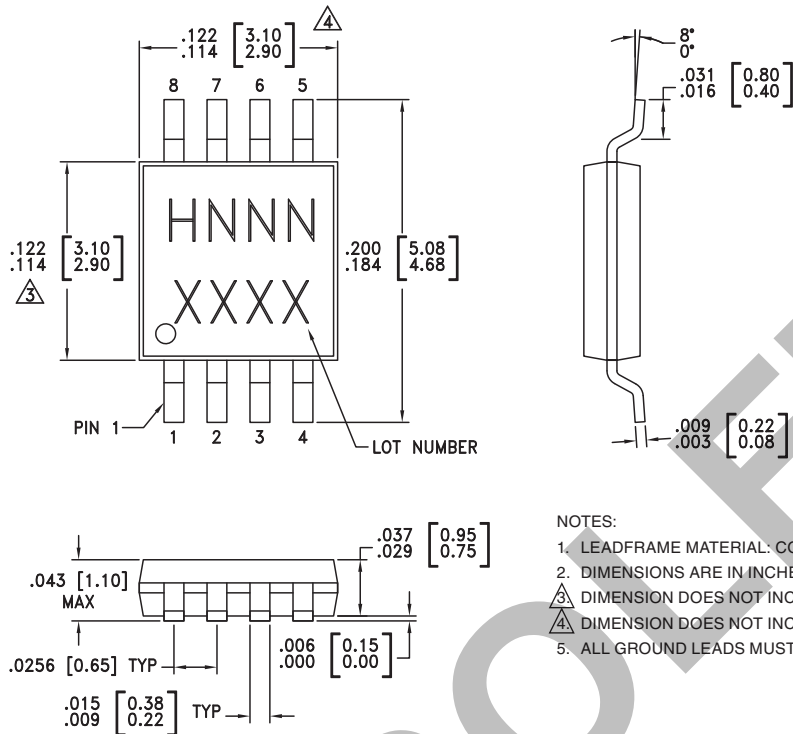 .122 [3.10]
.114 [2.90]
4
8 7 6 5
8°
0°
.031 [0.80]
.016 [0.40]
HNNN
XXXX
.122 [3.10]
.114 [2.90]
3
.200 [5.08]
.184 [4.68]
PIN 1
1 2 3 4
LOT NUMBER
.009 [0.22]
.003 [0.08]
.037 [0.95]
.029 [0.75]
.043 [1.10]
MAX
.006 [0.15]
.000 [0.00]
.0256 [0.65] TYP
.015 [0.38]
.009 [0.22]
TYP
NOTES:
1. LEADFRAME MATERIAL:
2. DIMENSIONS ARE IN
3. DIMENSION DOES NOT
4. DIMENSION DOES NOT
5. ALL GROUND LEADS MUST